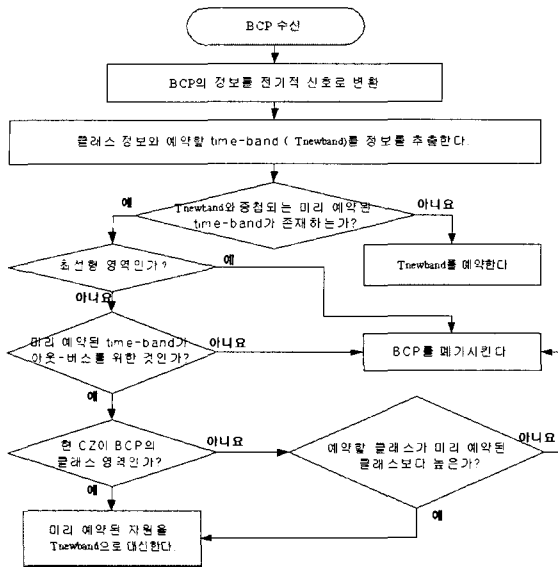 BCP 수신
BCP의 정보를 전기적 신호로 변환
클래스 정보와 예약할 time-band ( Tnewband)를 정보를 추출한다.
예
Tnewband와 중첩되는 미리 예약된
time-band가 존재하는가?
아니요
최선형 영역인가?
예
Tnewband를 예약한다
아니요
미리 예약된 time-band가
아웃-버스를 위한 것인가?
아니요
BCP를 폐기시킨다
예
현 CZ이 BCP의
클래스 영역인가?
아니요
예약할 클래스가 미리 예약된
클래스보다 높은가?
아니요
예
예
미리 예약된 자원을
Tnewband으로 대신한다.